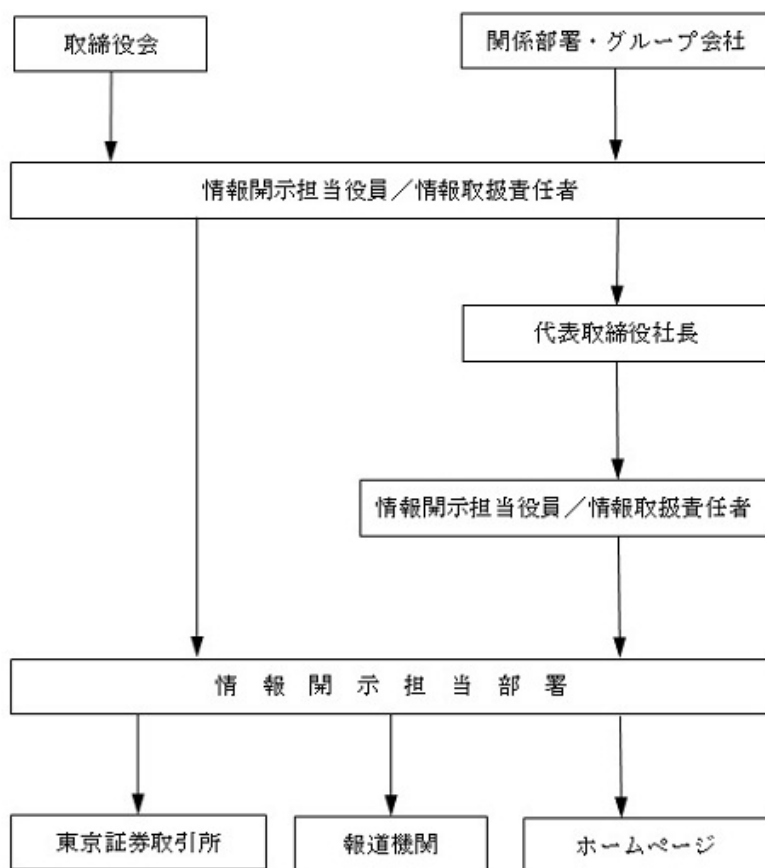 取締役会
関係部署・グループ会社
情報開示担当役員／情報取扱責任者
代表取締役社長
情報開示担当役員／情報取扱責任者
情報開示担当部署
東京証券取引所
報道機関
ホームページ